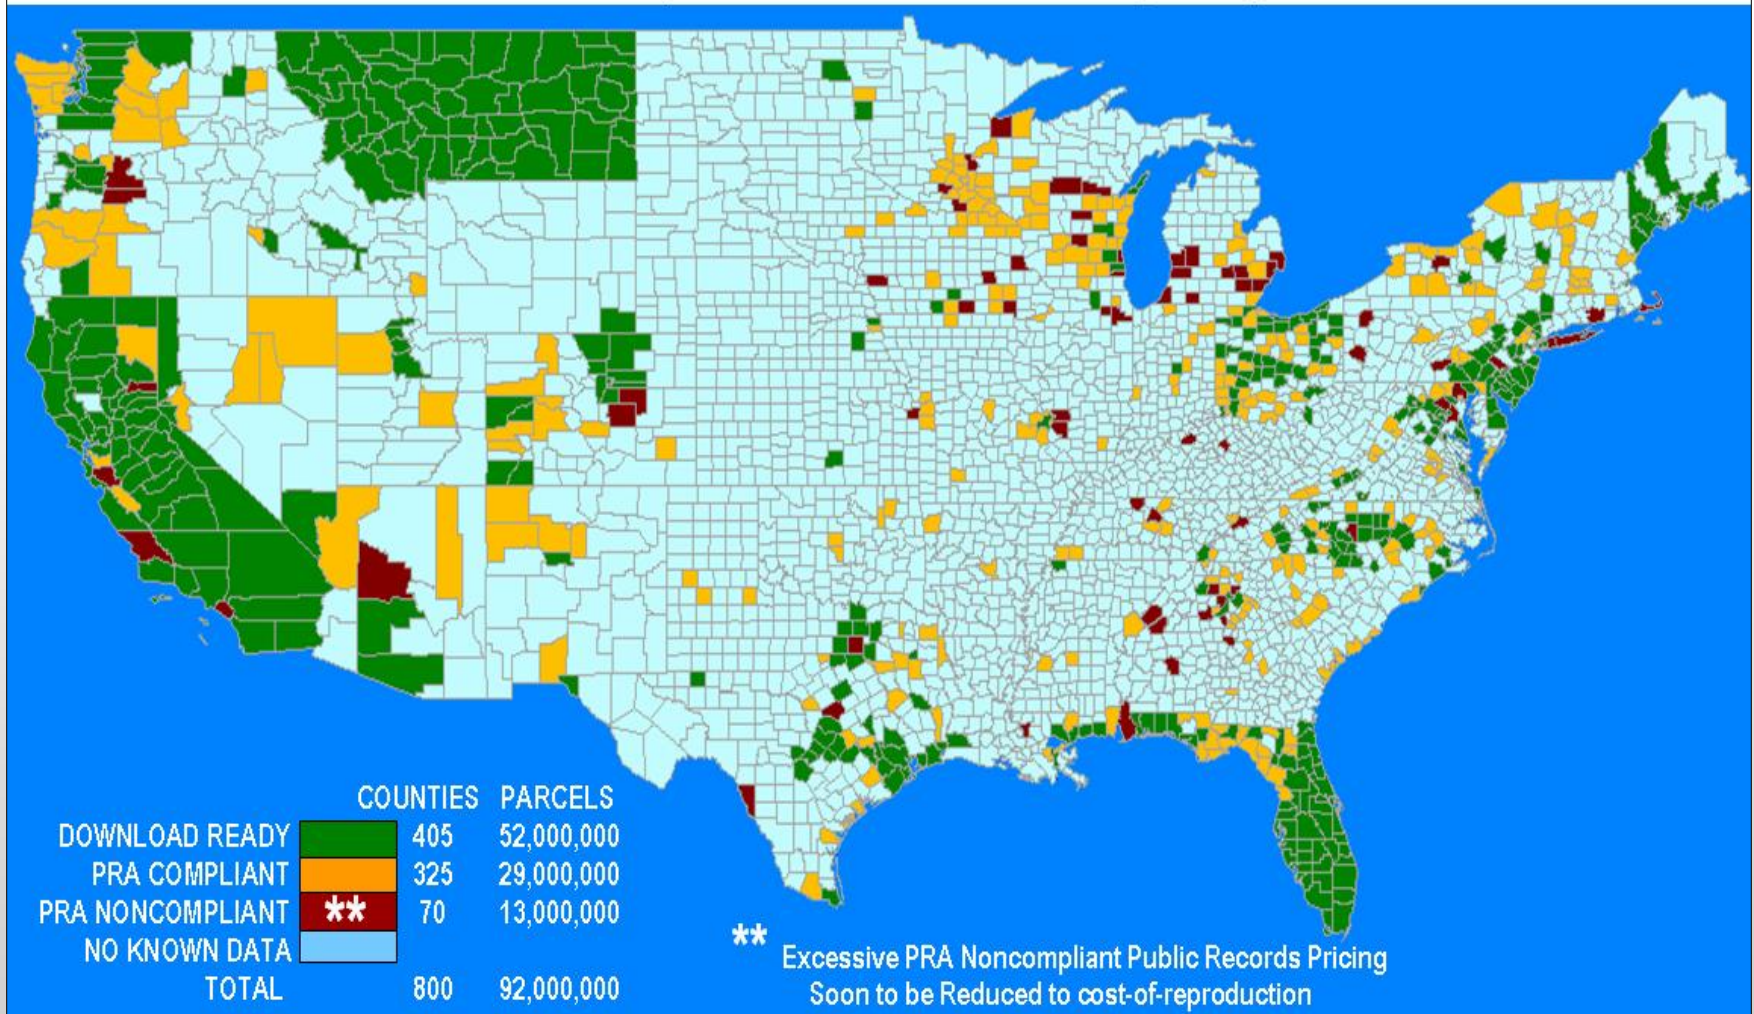 COUNTIES PARCELS
DOWNLOAD READY 405 52,000,000
PRA COMPLIANT 325 29,000,000
PRA NONCOMPLIANT ** 70 13,000,000
NO KNOWN DATA
TOTAL 800 92,000,000
** Excessive PRA Noncompliant Public Records Pricing
Soon to be Reduced to cost-of-reproduction